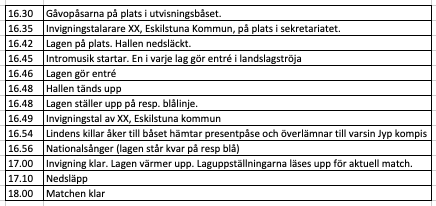 16.30 Gåvopåsarna på plats i utvisningsbåset.
16.35 Invigningstalarare XX, Eskilstuna Kommun, på plats i sekretariatet.
16.42 Lagen på plats. Hallen nedsläckt.
16.45 Intromusik startar. En i varje lag gör entré i landslagströja
16.46 Lagen gör entré
16.48 Hallen tänds upp
16.48 Lagen ställer upp på resp. blålinje.
16.49 Invigningstal av XX, Eskilstuna kommun
16.54 Lindens killar åker till båset hämtar presentpåse och överlämnar till varsin Jyp kompis
16.56 Nationalsånger (lagen står kvar på resp blå)
17.00 Invigning klar. Lagen värmer upp. Laguppställningarna läses upp för aktuell match.
17.10 Nedsläpp
18.00 Matchen klar